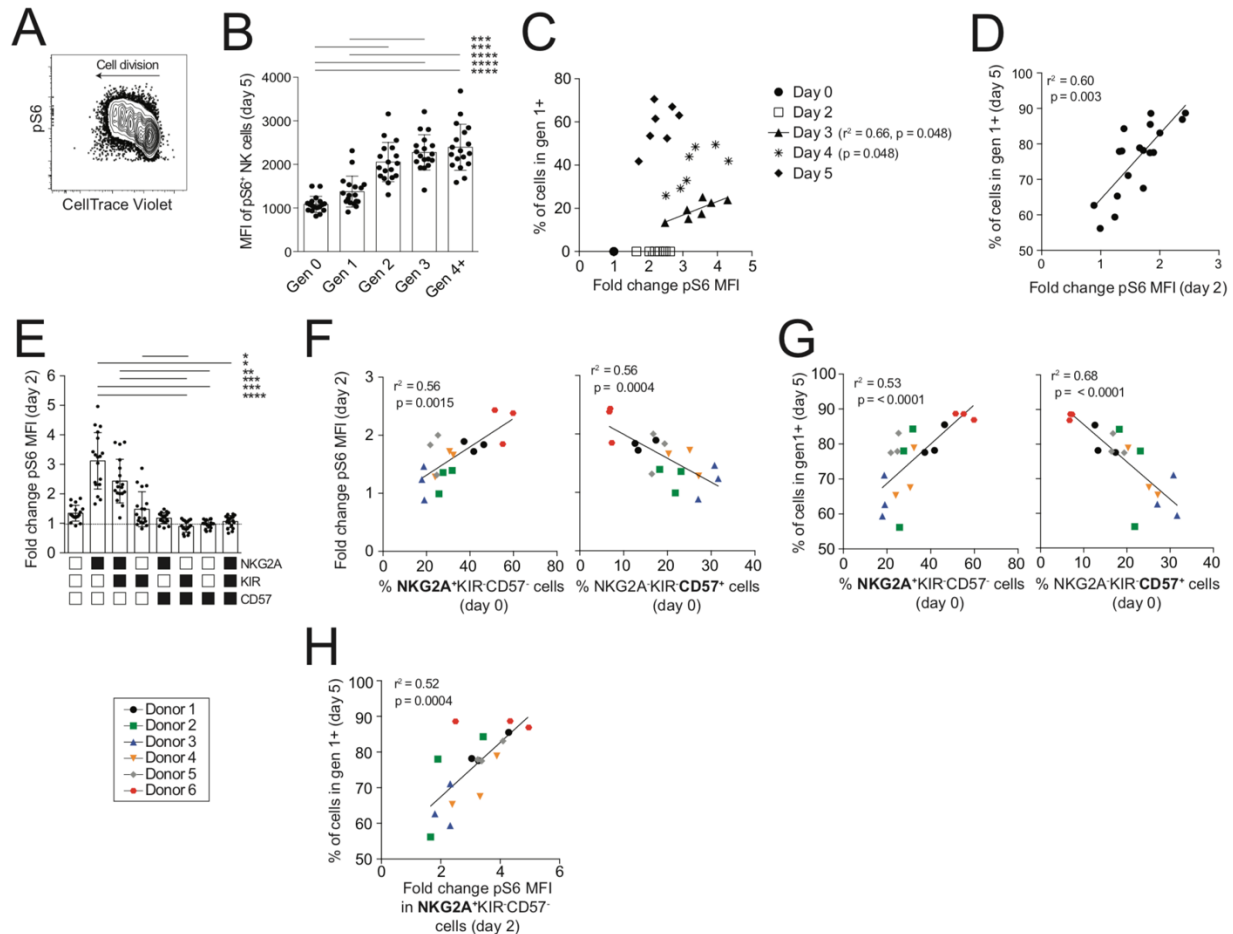 A
Cell division
pS6
CellTrace Violet
B
***
***
****
****
****
MFI of pS6⁺ NK cells (day 5)
4000
3000
2000
1000
0
Gen 0
Gen 1
Gen 2
Gen 3
Gen 4+
C
% of cells in gen 1+
80
60
40
20
0
0 1 2 3 4 5
Fold change pS6 MFI
Day 0
Day 2
Day 3 (r² = 0.66, p = 0.048)
Day 4 (p = 0.048)
Day 5
D
r² = 0.60
p = 0.003
% of cells in gen 1+ (day 5)
100
90
80
70
60
50
0 1 2 3
Fold change pS6 MFI (day 2)
E
*
*
**
***
***
****
Fold change pS6 MFI (day 2)
6
5
4
3
2
1
0
NKG2A
KIR
CD57
F
Fold change pS6 MFI (day 2)
3
2
1
0
r² = 0.56
p = 0.0015
0 20 40 60 80
% NKG2A⁺KIR⁻CD57⁻ cells
(day 0)
r² = 0.56
p = 0.0004
0 10 20 30 40
% NKG2A⁻KIR⁻CD57⁺ cells
(day 0)
G
% of cells in gen1+ (day 5)
100
90
80
70
60
50
r² = 0.53
p = <0.0001
0 20 40 60 80
% NKG2A⁺KIR⁻CD57⁻ cells
(day 0)
r² = 0.68
p = <0.0001
0 10 20 30 40
% NKG2A⁻KIR⁻CD57⁺ cells
(day 0)
H
r² = 0.52
p = 0.0004
% of cells in gen 1+ (day 5)
100
90
80
70
60
50
0 2 4 6
Fold change pS6 MFI
in NKG2A⁺KIR⁻CD57⁻
cells (day 2)
Donor 1
Donor 2
Donor 3
Donor 4
Donor 5
Donor 6